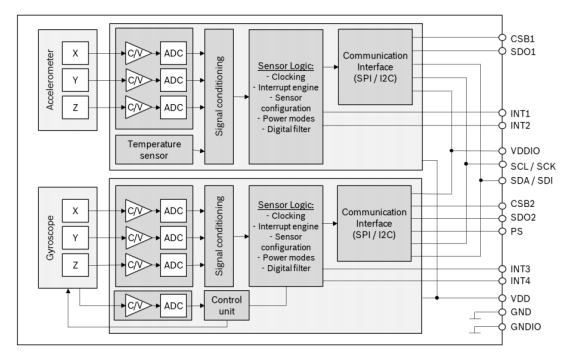 Accelerometer
X
Y
Z
C/V
ADC
C/V
ADC
C/V
ADC
Temperature
sensor
Signal conditioning
Sensor Logic:
- Clocking
- Interrupt engine
- Sensor
configuration
- Power modes
- Digital filter
Communication
Interface
(SPI / I2C)
Gyroscope
X
Y
Z
C/V
ADC
C/V
ADC
C/V
ADC
C/V
ADC
Signal conditioning
Control
unit
Sensor Logic:
- Clocking
- Interrupt engine
- Sensor
configuration
- Power modes
- Digital filter
Communication
Interface
(SPI / I2C)
CSB1
SDO1
INT1
INT2
VDDIO
SCL / SCK
SDA / SDI
CSB2
SDO2
PS
INT3
INT4
VDD
GND
GNDIO